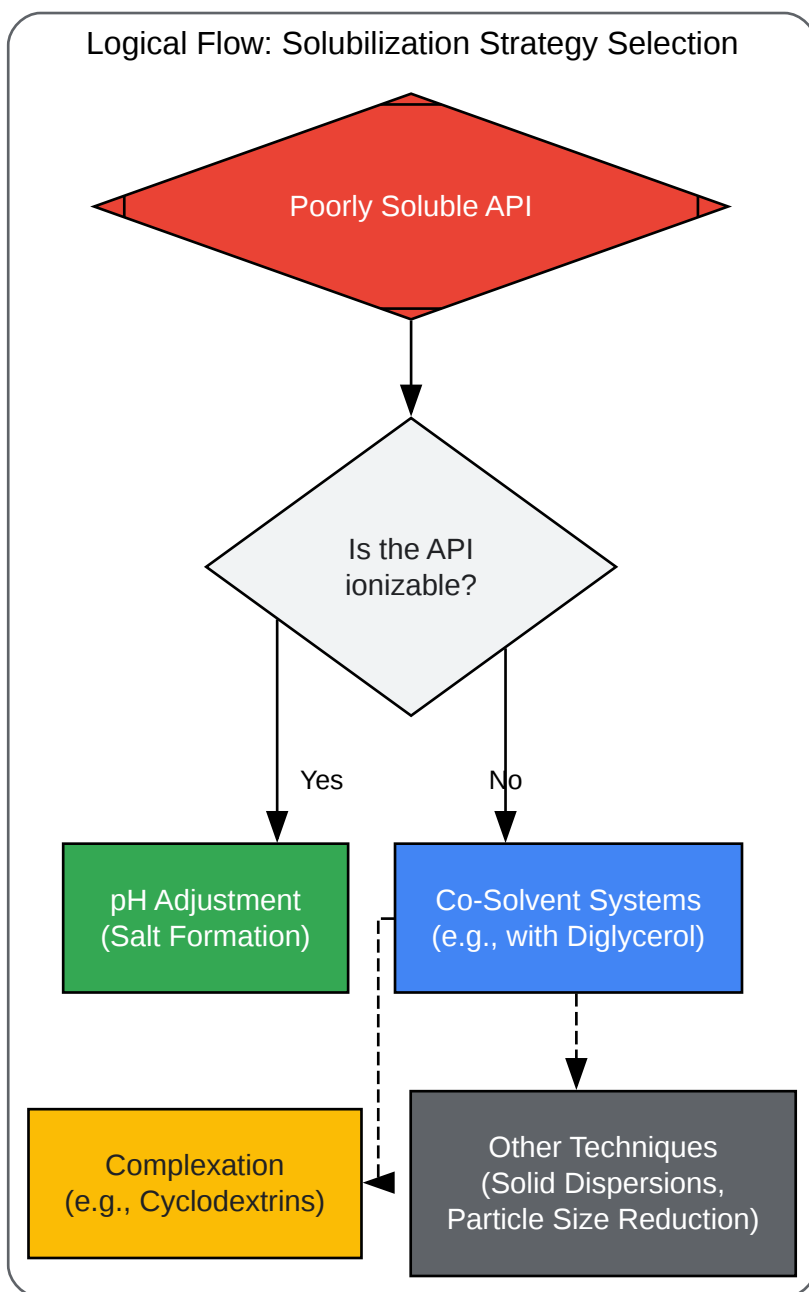 Logical Flow: Solubilization Strategy Selection
Poorly Soluble API
Is the API
ionizable?
Yes
No
pH Adjustment
(Salt Formation)
Co-Solvent Systems
(e.g., with Diglycerol)
Complexation
(e.g., Cyclodextrins)
Other Techniques
(Solid Dispersions,
Particle Size Reduction)